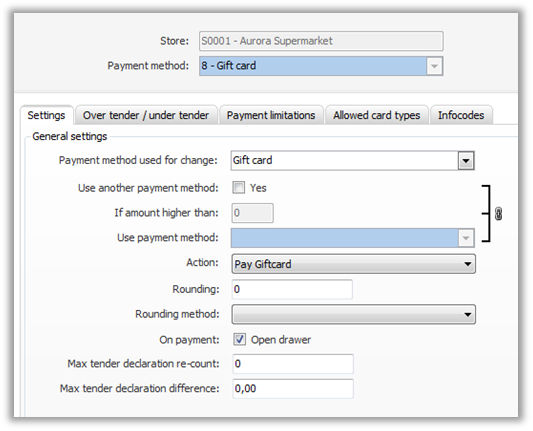 Store: S0001 - Aurora Supermarket
Payment method: 8 - Gift card
Settings Over tender / under tender Payment limitations Allowed card types Infocodes
General settings
Payment method used for change: Gift card
Use another payment method: Yes
If amount higher than: 0
Use payment method:
Action: Pay Giftcard
Rounding: 0
Rounding method:
On payment: Open drawer
Max tender declaration re-count: 0
Max tender declaration difference: 0,00